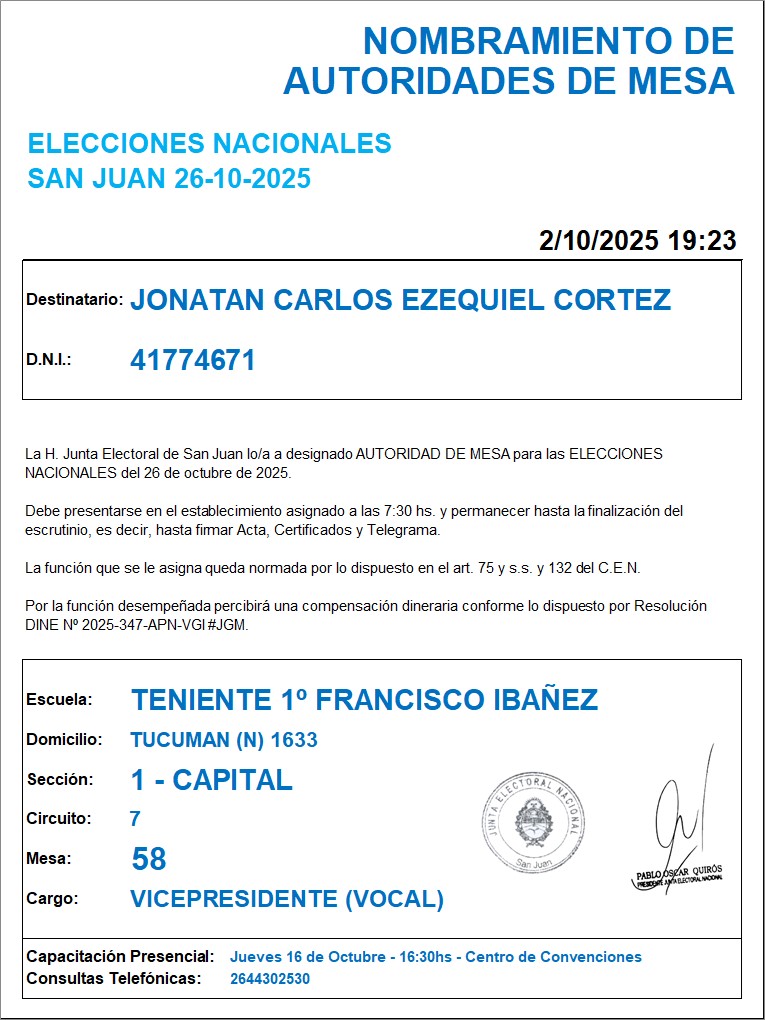 NOMBRAMIENTO DE
AUTORIDADES DE MESA
ELECCIONES NACIONALES
SAN JUAN 26-10-2025
2/10/2025 19:23
Destinatario: JONATAN CARLOS EZEQUIEL CORTEZ
D.N.I.: 41774671
La H. Junta Electoral de San Juan lo/a a designado AUTORIDAD DE MESA para las ELECCIONES
NACIONALES del 26 de octubre de 2025.
Debe presentarse en el establecimiento asignado a las 7:30 hs. y permanecer hasta la finalización del
escrutinio, es decir, hasta firmar Acta, Certificados y Telegrama.
La función que se le asigna queda normada por lo dispuesto en el art. 75 y s.s. y 132 del C.E.N.
Por la función desempeñada percibirá una compensación dineraria conforme lo dispuesto por Resolución
DINE Nº 2025-347-APN-VGI#JGM.
Escuela: TENIENTE 1º FRANCISCO IBAÑEZ
Domicilio: TUCUMAN (N) 1633
Sección: 1 - CAPITAL
Circuito: 7
Mesa: 58
Cargo: VICEPRESIDENTE (VOCAL)
JUNTA ELECTORAL NACIONAL
San Juan
PABLO OSCAR QUIRÓS
PRESIDENTE JUNTA ELECTORAL NACIONAL
Capacitación Presencial: Jueves 16 de Octubre - 16:30hs - Centro de Convenciones
Consultas Telefónicas: 2644302530